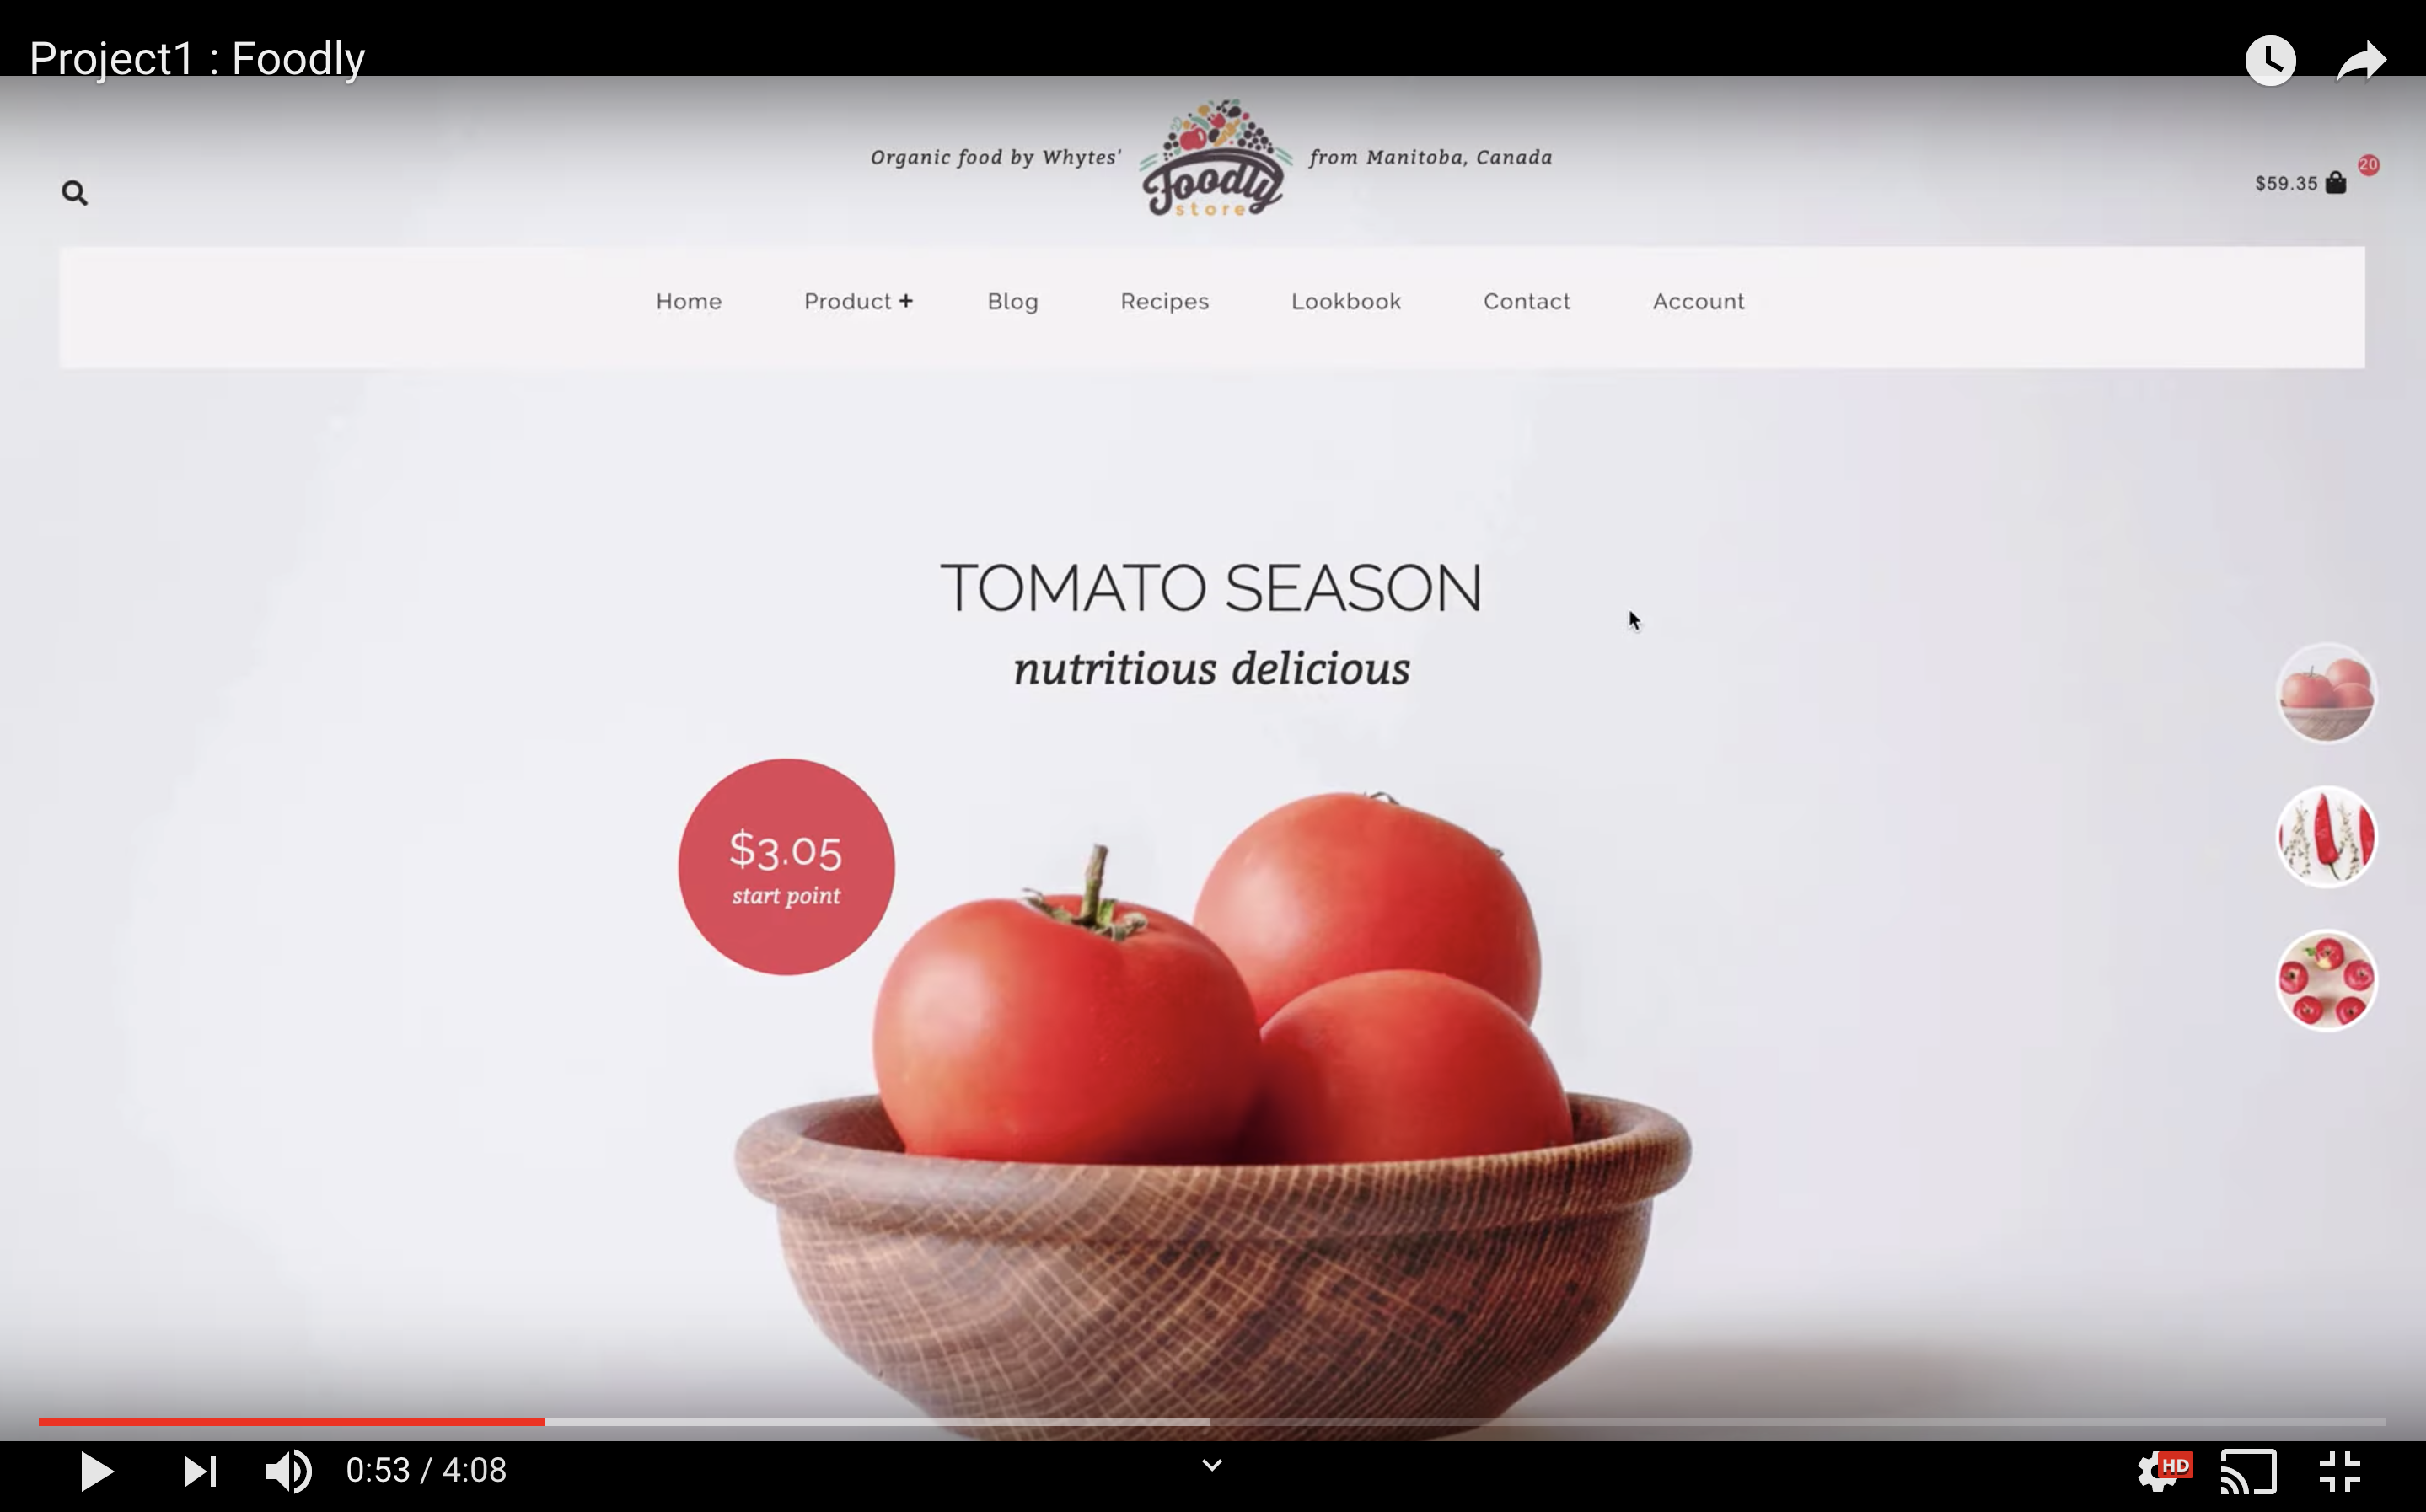 Project1 : Foodly
Organic food by Whytes'
Foodly
store
from Manitoba, Canada
20
$59.35
Home Product + Blog Recipes Lookbook Contact Account
TOMATO SEASON
nutritious delicious
$3.05
start point
0:53 / 4:08
HD